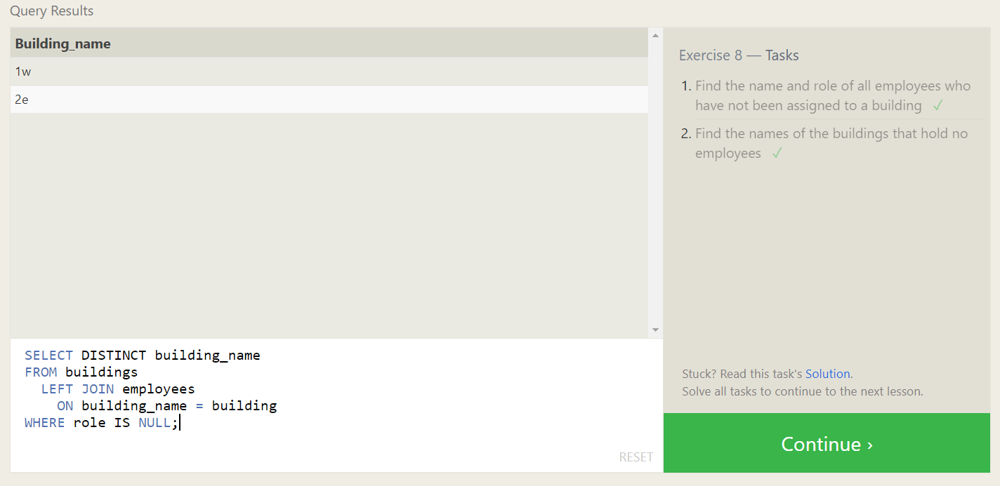 Query Results
Building_name
1w
2e
SELECT DISTINCT building_name
FROM buildings
  LEFT JOIN employees
    ON building_name = building
WHERE role IS NULL;
RESET
Exercise 8 — Tasks
1. Find the name and role of all employees who
have not been assigned to a building ✓
2. Find the names of the buildings that hold no
employees ✓
Stuck? Read this task's Solution.
Solve all tasks to continue to the next lesson.
Continue ›